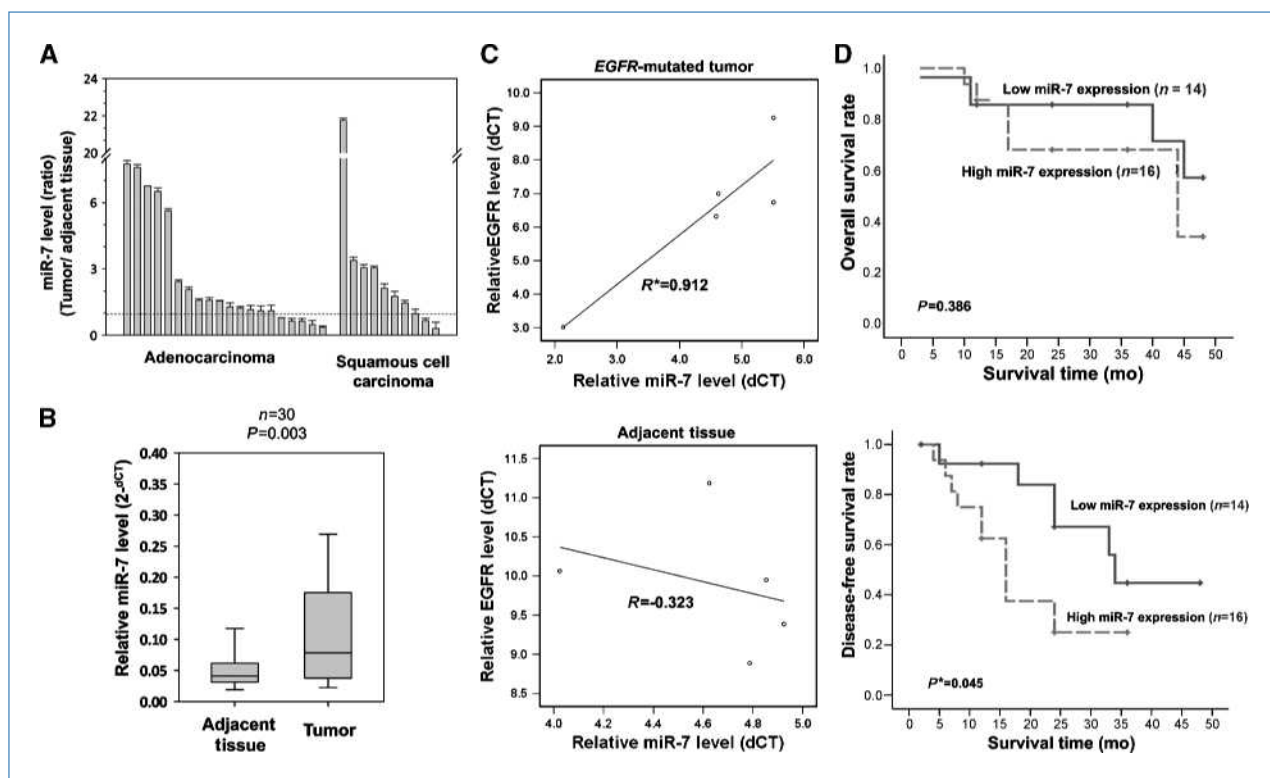 A
miR-7 level (ratio)
(Tumor/ adjacent tissue)
24
22
20
6
3
0
Adenocarcinoma
Squamous cell
carcinoma
B
n=30
P=0.003
Relative miR-7 level (2-dCT)
0.40
0.35
0.30
0.25
0.20
0.15
0.10
0.05
0.00
Adjacent
tissue
Tumor
C
EGFR-mutated tumor
RelativeEGFR level (dCT)
10.0
9.0
8.0
7.0
6.0
5.0
4.0
3.0
R*=0.912
2.0 3.0 4.0 5.0 6.0
Relative miR-7 level (dCT)
Adjacent tissue
Relative EGFR level (dCT)
11.5
11.0
10.5
10.0
9.5
9.0
8.5
R=-0.323
4.0 4.2 4.4 4.6 4.8 5.0
Relative miR-7 level (dCT)
D
Overall survival rate
1.0
0.8
0.6
0.4
0.2
0.0
Low miR-7 expression (n = 14)
High miR-7 expression (n=16)
P=0.386
0 5 10 15 20 25 30 35 40 45 50
Survival time (mo)
Disease-free survival rate
1.0
0.8
0.6
0.4
0.2
0.0
Low miR-7 expression (n=14)
High miR-7 expression (n=16)
P*=0.045
0 5 10 15 20 25 30 35 40 45 50
Survival time (mo)